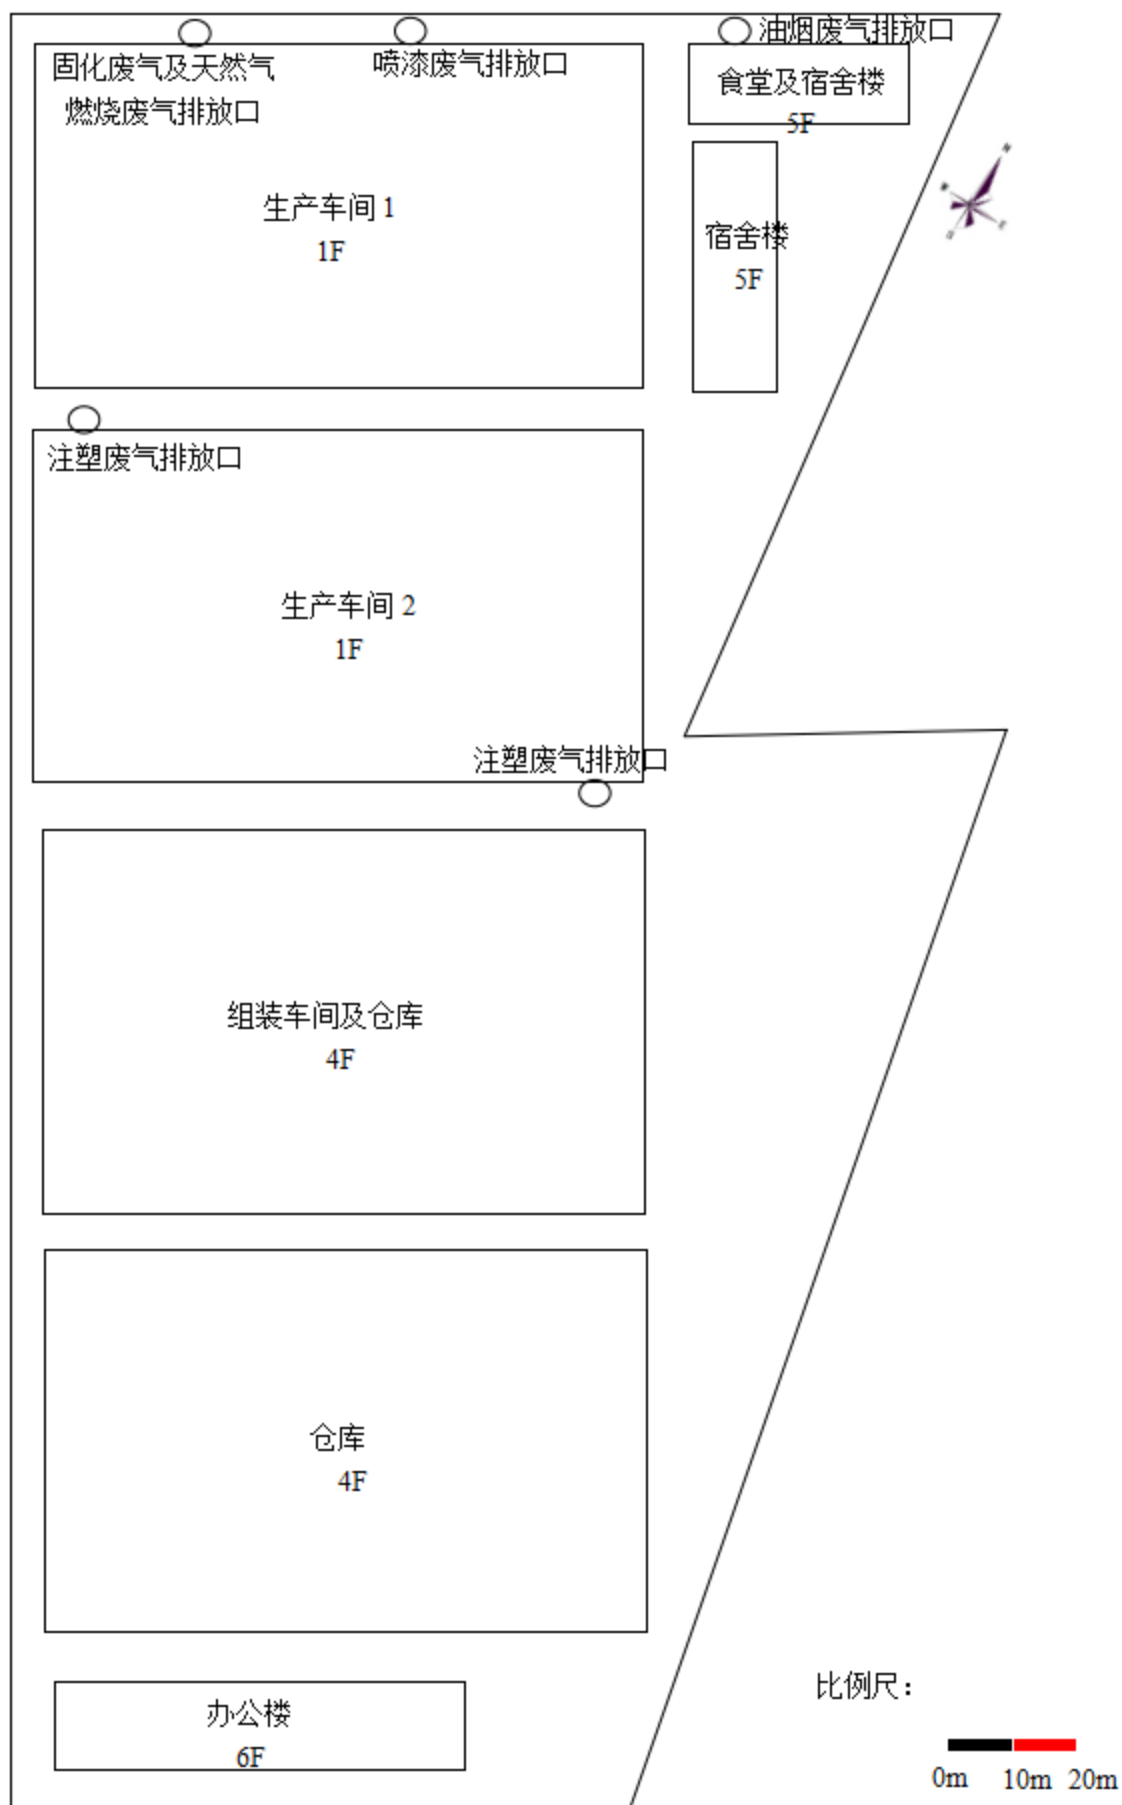 油烟废气排放口
固化废气及天然气
燃烧废气排放口
喷漆废气排放口
食堂及宿舍楼
5F
生产车间 1
1F
宿舍楼
5F
注塑废气排放口
生产车间 2
1F
注塑废气排放口
组装车间及仓库
4F
仓库
4F
办公楼
6F
比例尺：
0m 10m 20m